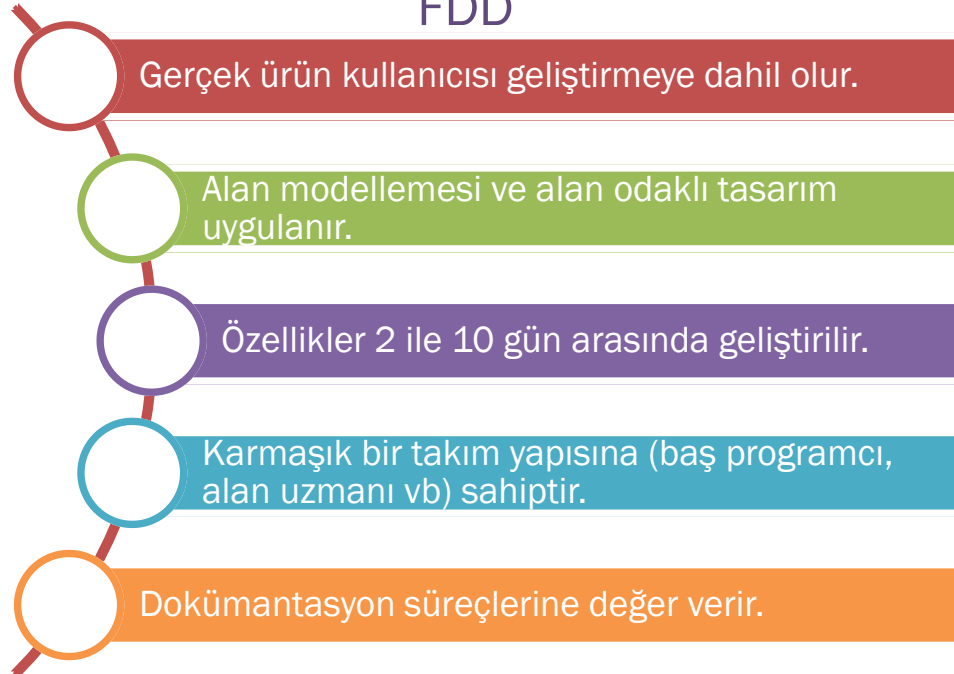 FDD
Gerçek ürün kullanıcısı geliştirmeye dahil olur.
Alan modellemesi ve alan odaklı tasarım
uygulanır.
Özellikler 2 ile 10 gün arasında geliştirilir.
Karmaşık bir takım yapısına (baş programcı,
alan uzmanı vb) sahiptir.
Dokümantasyon süreçlerine değer verir.